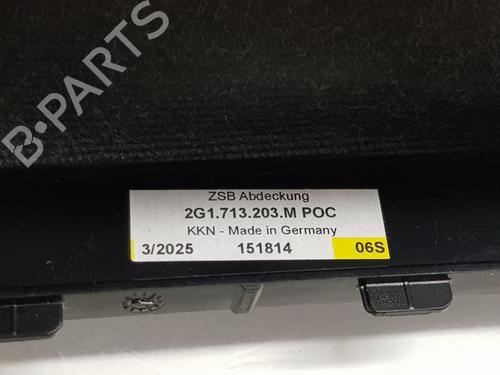 ZSB Abdeckung
2G1.713.203.M POC
KKN - Made in Germany
3/2025 151814 06S
B-PARTS